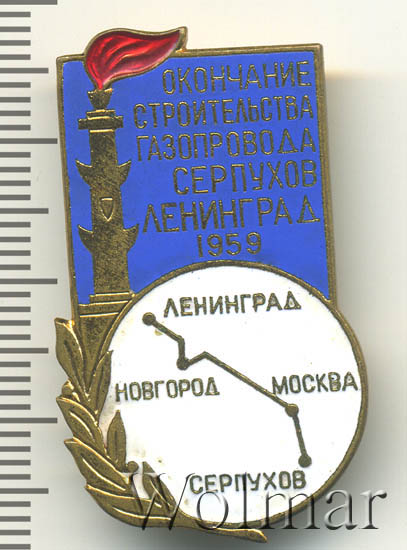 ОКОНЧАНИЕ
СТРОИТЕЛЬСТВА
ГАЗОПРОВОДА
СЕРПУХОВ
ЛЕНИНГРАД
1959
ЛЕНИНГРАД
НОВГОРОД МОСКВА
СЕРПУХОВ
Wolmar